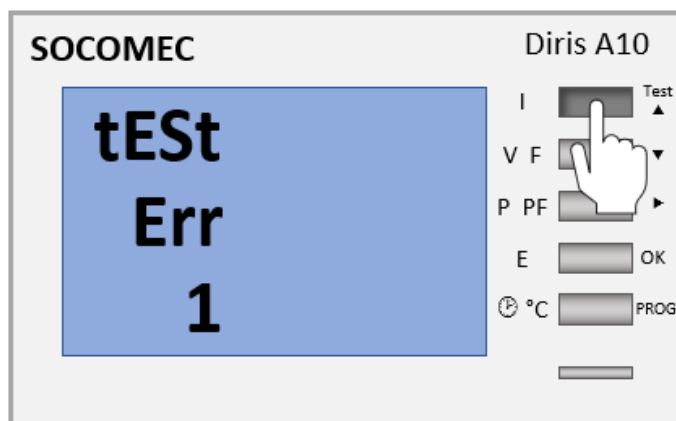 SOCOMEC
Diris A10
tESt
Err
1
I
Test
▲
V F
▼
P PF
►
E
OK
°C
PROG